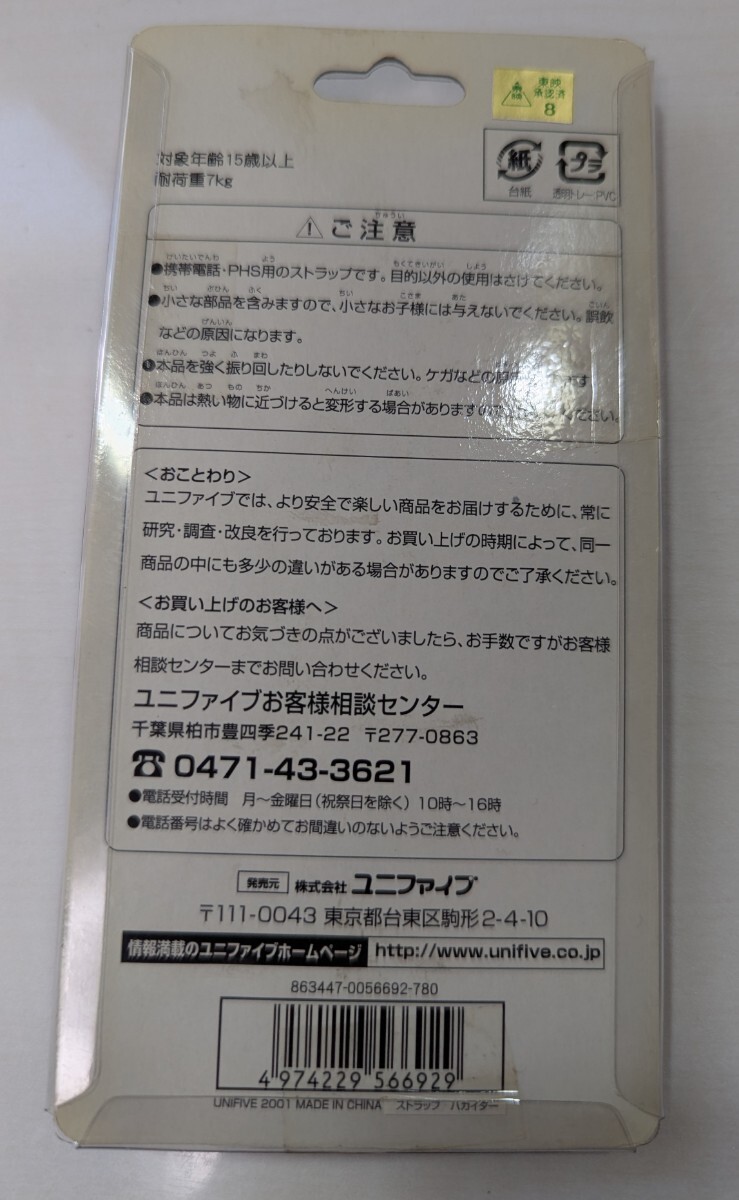 東映
承認済
8
対象年齢15歳以上
耐荷重7kg
紙
プラ
台紙
透明トレーPVC
ご注意
ちゅうい
●携帯電話・PHS用のストラップです。目的以外の使用はさけてください。
●小さな部品を含みますので、小さなお子様には与えないでください。誤飲
などの原因になります。
●本品を強く振り回したりしないでください。ケガなどの
●本品は熱い物に近づけると変形する場合がありますので ください。
<おことわり>
ユニファイブでは、より安全で楽しい商品をお届けするために、常に
研究・調査・改良を行っております。お買い上げの時期によって、同一
商品の中にも多少の違いがある場合がありますのでご了承ください。
<お買い上げのお客様へ>
商品についてお気づきの点がございましたら、お手数ですがお客様
相談センターまでお問い合わせください。
ユニファイブお客様相談センター
千葉県柏市豊四季241-22 〒277-0863
☎ 0471-43-3621
●電話受付時間 月〜金曜日(祝祭日を除く) 10時〜16時
●電話番号はよく確かめてお間違いのないようご注意ください。
発売元 株式会社 ユニファイブ
〒111-0043 東京都台東区駒形2-4-10
情報満載のユニファイブホームページ http://www.unifive.co.jp
863447-0056692-780
4 974229 566929
UNIFIVE 2001 MADE IN CHINA ストラップ ハカイダー